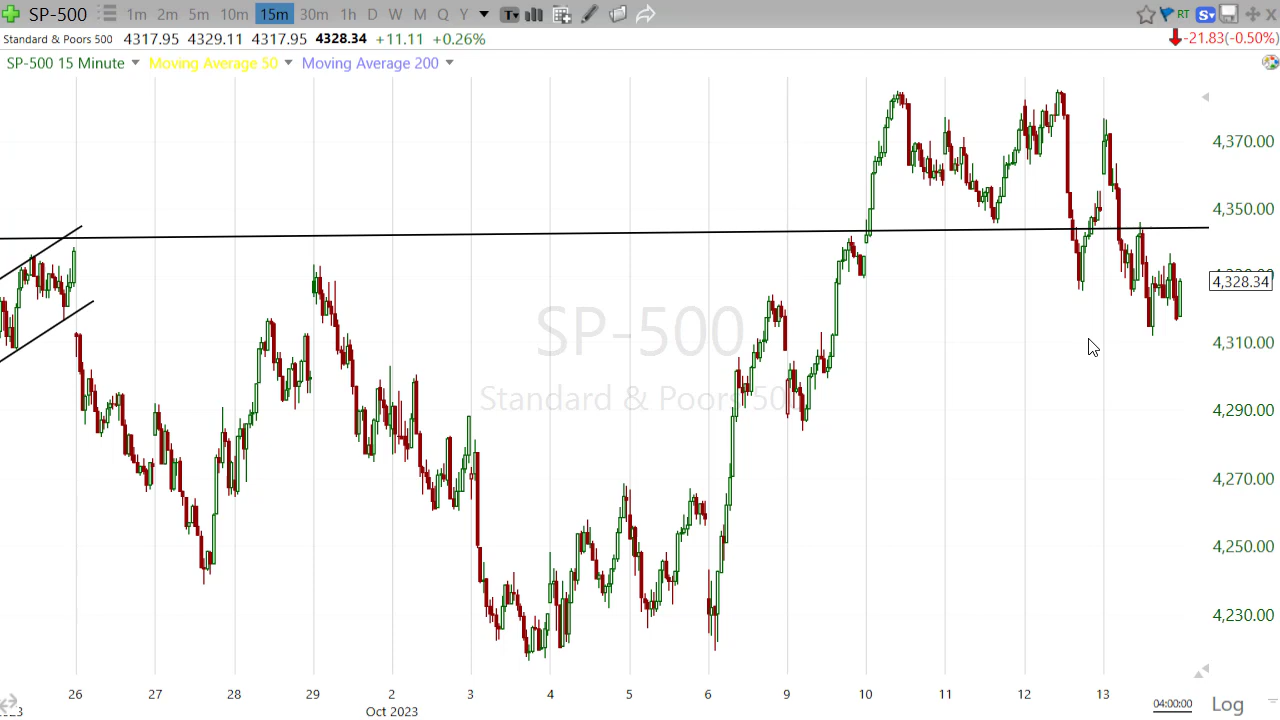 SP-500 1m 2m 5m 10m 15m 30m 1h D W M Q Y T RT S
Standard & Poors 500 4317.95 4329.11 4317.95 4328.34 +11.11 +0.26% -21.83(-0.50%)
SP-500 15 Minute Moving Average 50 Moving Average 200
4,370.00
4,350.00
4,328.34
SP-500
4,310.00
Standard & Poors 50
4,290.00
4,270.00
4,250.00
4,230.00
26 27 28 29 2 3 4 5 6 9 10 11 12 13 04:00:00 Log
Oct 2023